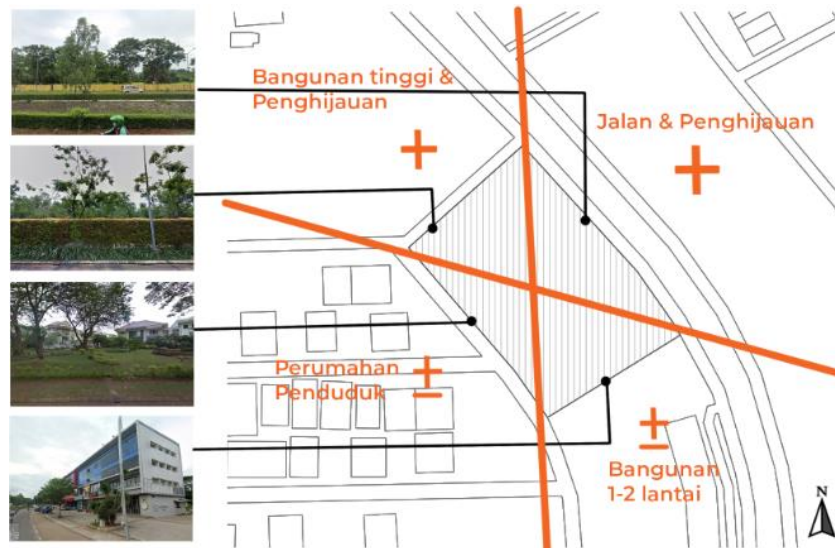 Bangunan tinggi &
Penghijauan
Jalan & Penghijauan
Perumahan
Penduduk
Bangunan
1-2 lantai
N